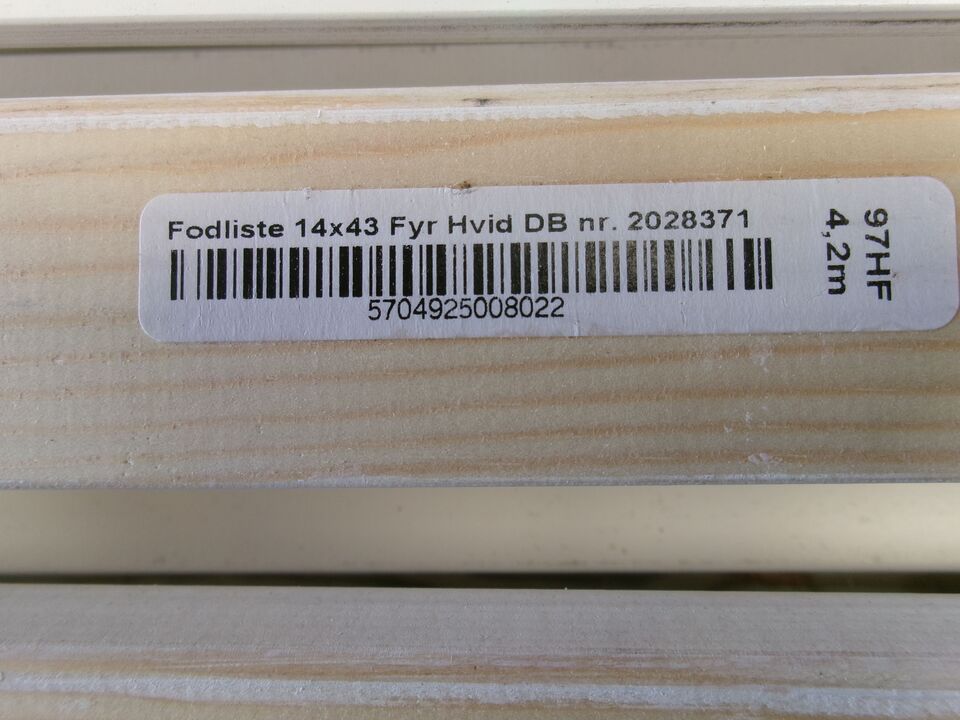 Fodliste 14x43 Fyr Hvid DB nr. 2028371
5704925008022
97HF
4,2m